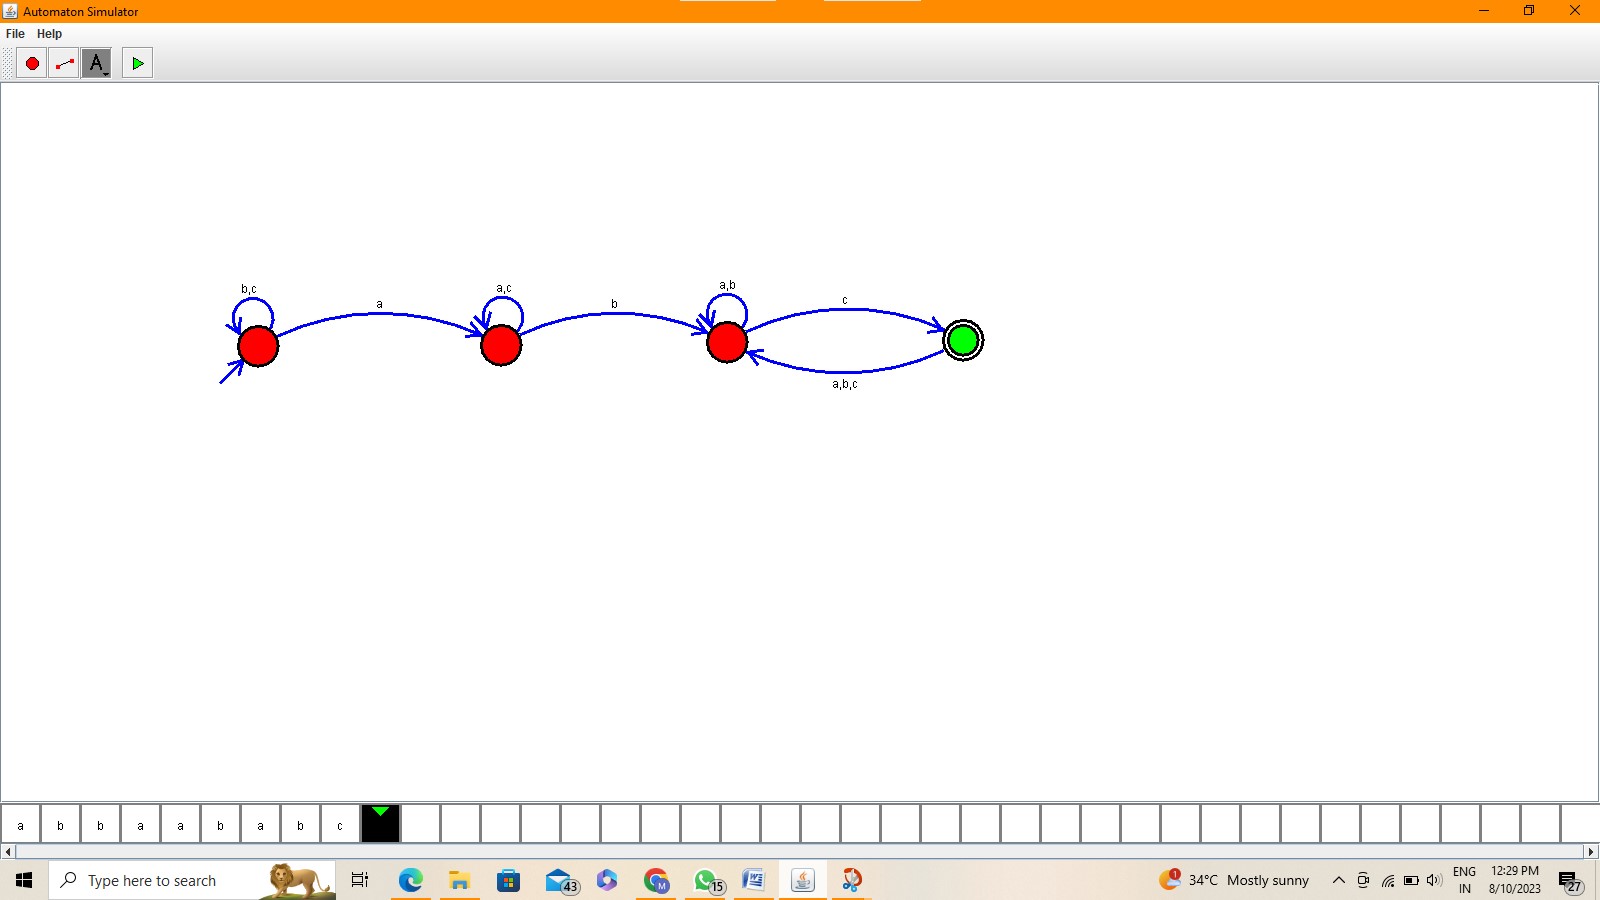 Automaton Simulator
File Help
A
b,c
a
a,c
b
a,b
c
a,b,c
a b b a a b a b c
Type here to search
43
M
15
W
1
34°C Mostly sunny
ENG
IN
12:29 PM
8/10/2023
27